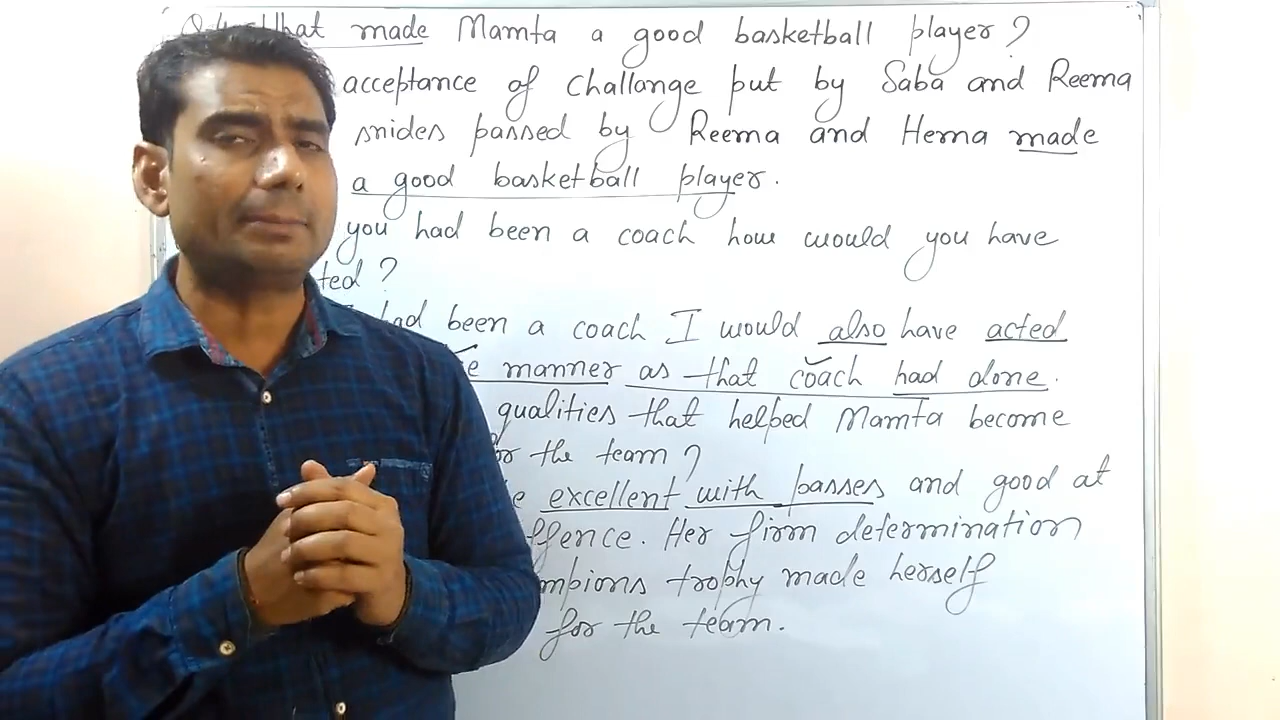 What made Mamta a good basketball player?
acceptance of challange put by Saba and Reema
snides passed by Reema and Hema made
a good basketball player.
you had been a coach how would you have
ted?
had been a coach I would also have acted
manner as that coach had done.
qualities that helped Mamta become
for the team?
excellent with passes and good at
ffence. Her firm determination
mpions trophy made herself
for the team.